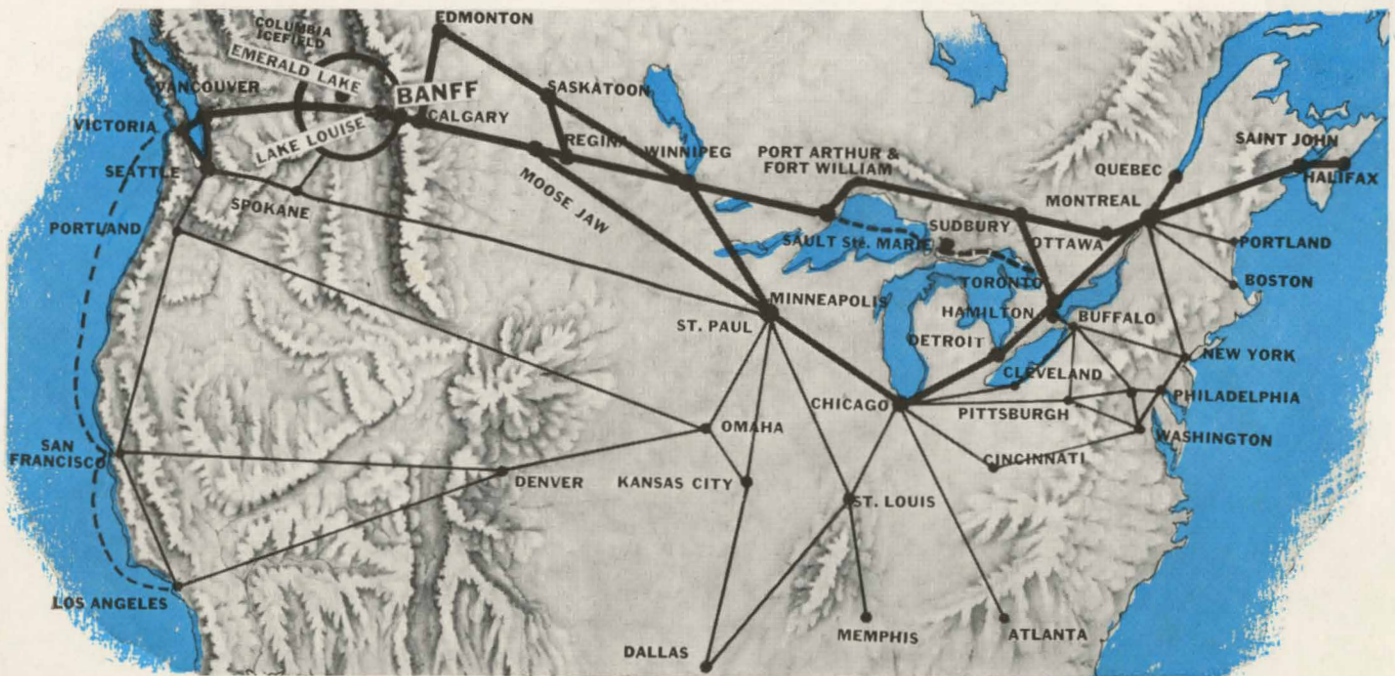 EDMONTON
COLUMBIA
ICEFIELD
EMERALD LAKE
VANCOUVER
BANFF
SASKATOON
VICTORIA
LAKE LOUISE
CALGARY
REGINA
WINNIPEG
PORT ARTHUR &
FORT WILLIAM
SAINT JOHN
HALIFAX
QUEBEC
MONTREAL
SEATTLE
SPOKANE
MOOSE JAW
PORTLAND
SUDBURY
SAULT Ste. MARIE
OTTAWA
PORTLAND
TORONTO
BOSTON
MINNEAPOLIS
ST. PAUL
HAMILTON
BUFFALO
DETROIT
NEW YORK
CLEVELAND
CHICAGO
PITTSBURGH
PHILADELPHIA
OMAHA
WASHINGTON
SAN
FRANCISCO
CINCINNATI
DENVER
KANSAS CITY
ST. LOUIS
LOS ANGELES
MEMPHIS
ATLANTA
DALLAS